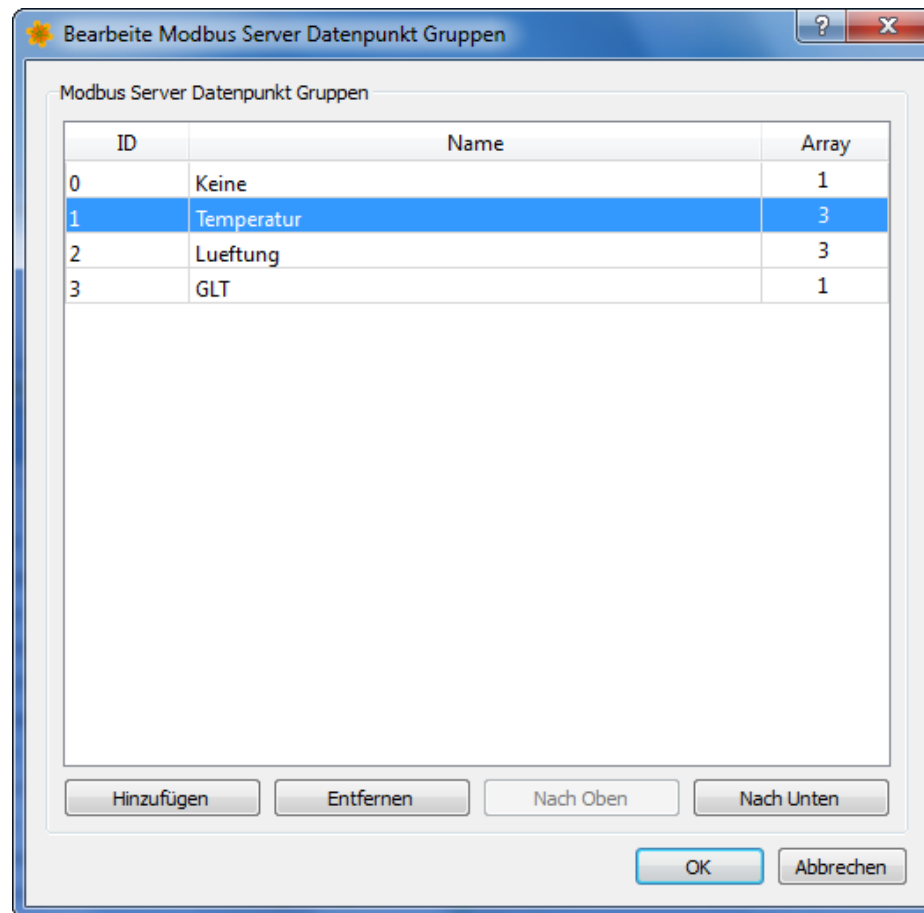 Bearbeite Modbus Server Datenpunkt Gruppen
Modbus Server Datenpunkt Gruppen
ID Name Array
0 Keine 1
1 Temperatur 3
2 Lueftung 3
3 GLT 1
Hinzufügen Entfernen Nach Oben Nach Unten
OK Abbrechen